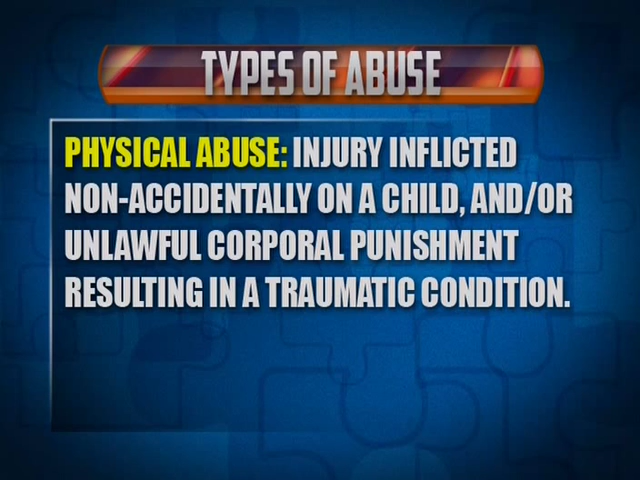 TYPES OF ABUSE
PHYSICAL ABUSE: INJURY INFLICTED
NON-ACCIDENTALLY ON A CHILD, AND/OR
UNLAWFUL CORPORAL PUNISHMENT
RESULTING IN A TRAUMATIC CONDITION.